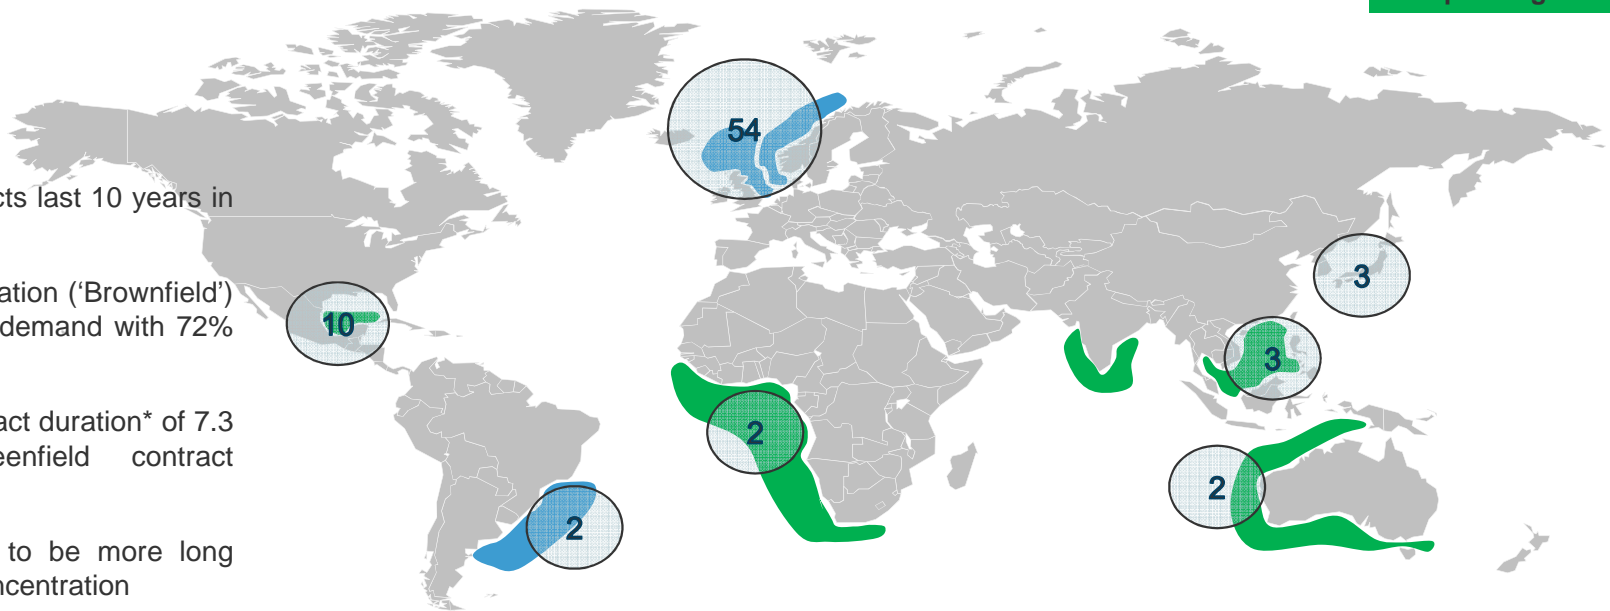 cts last 10 years in
ation (‘Brownfield’)
demand with 72%
act duration* of 7.3
eenfield contract
to be more long
ncentration
54
10
3
3
2
2
2